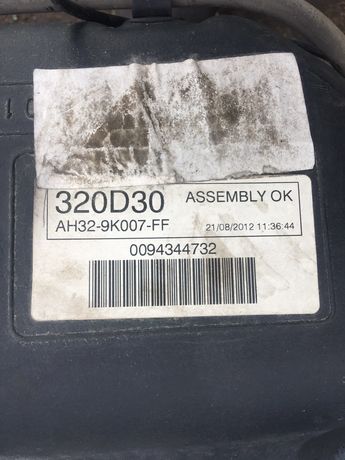 320D30 ASSEMBLY OK
AH32-9K007-FF 21/08/2012 11:36:44
0094344732